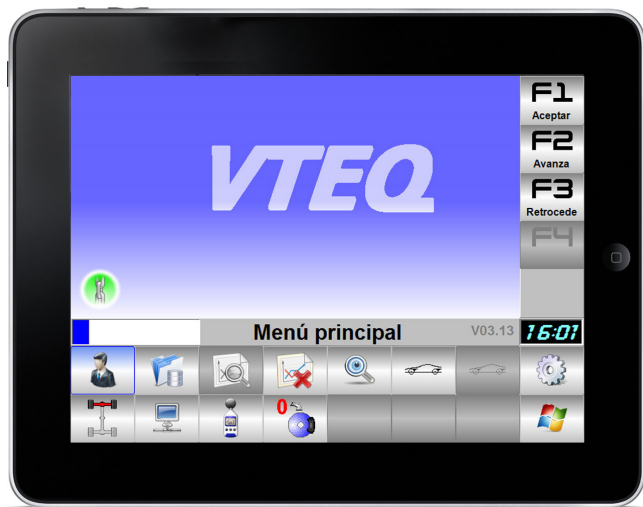 VTEQ
F1
Aceptar
F2
Avanza
F3
Retrocede
F4
Menú principal
V03.13
16:01
0